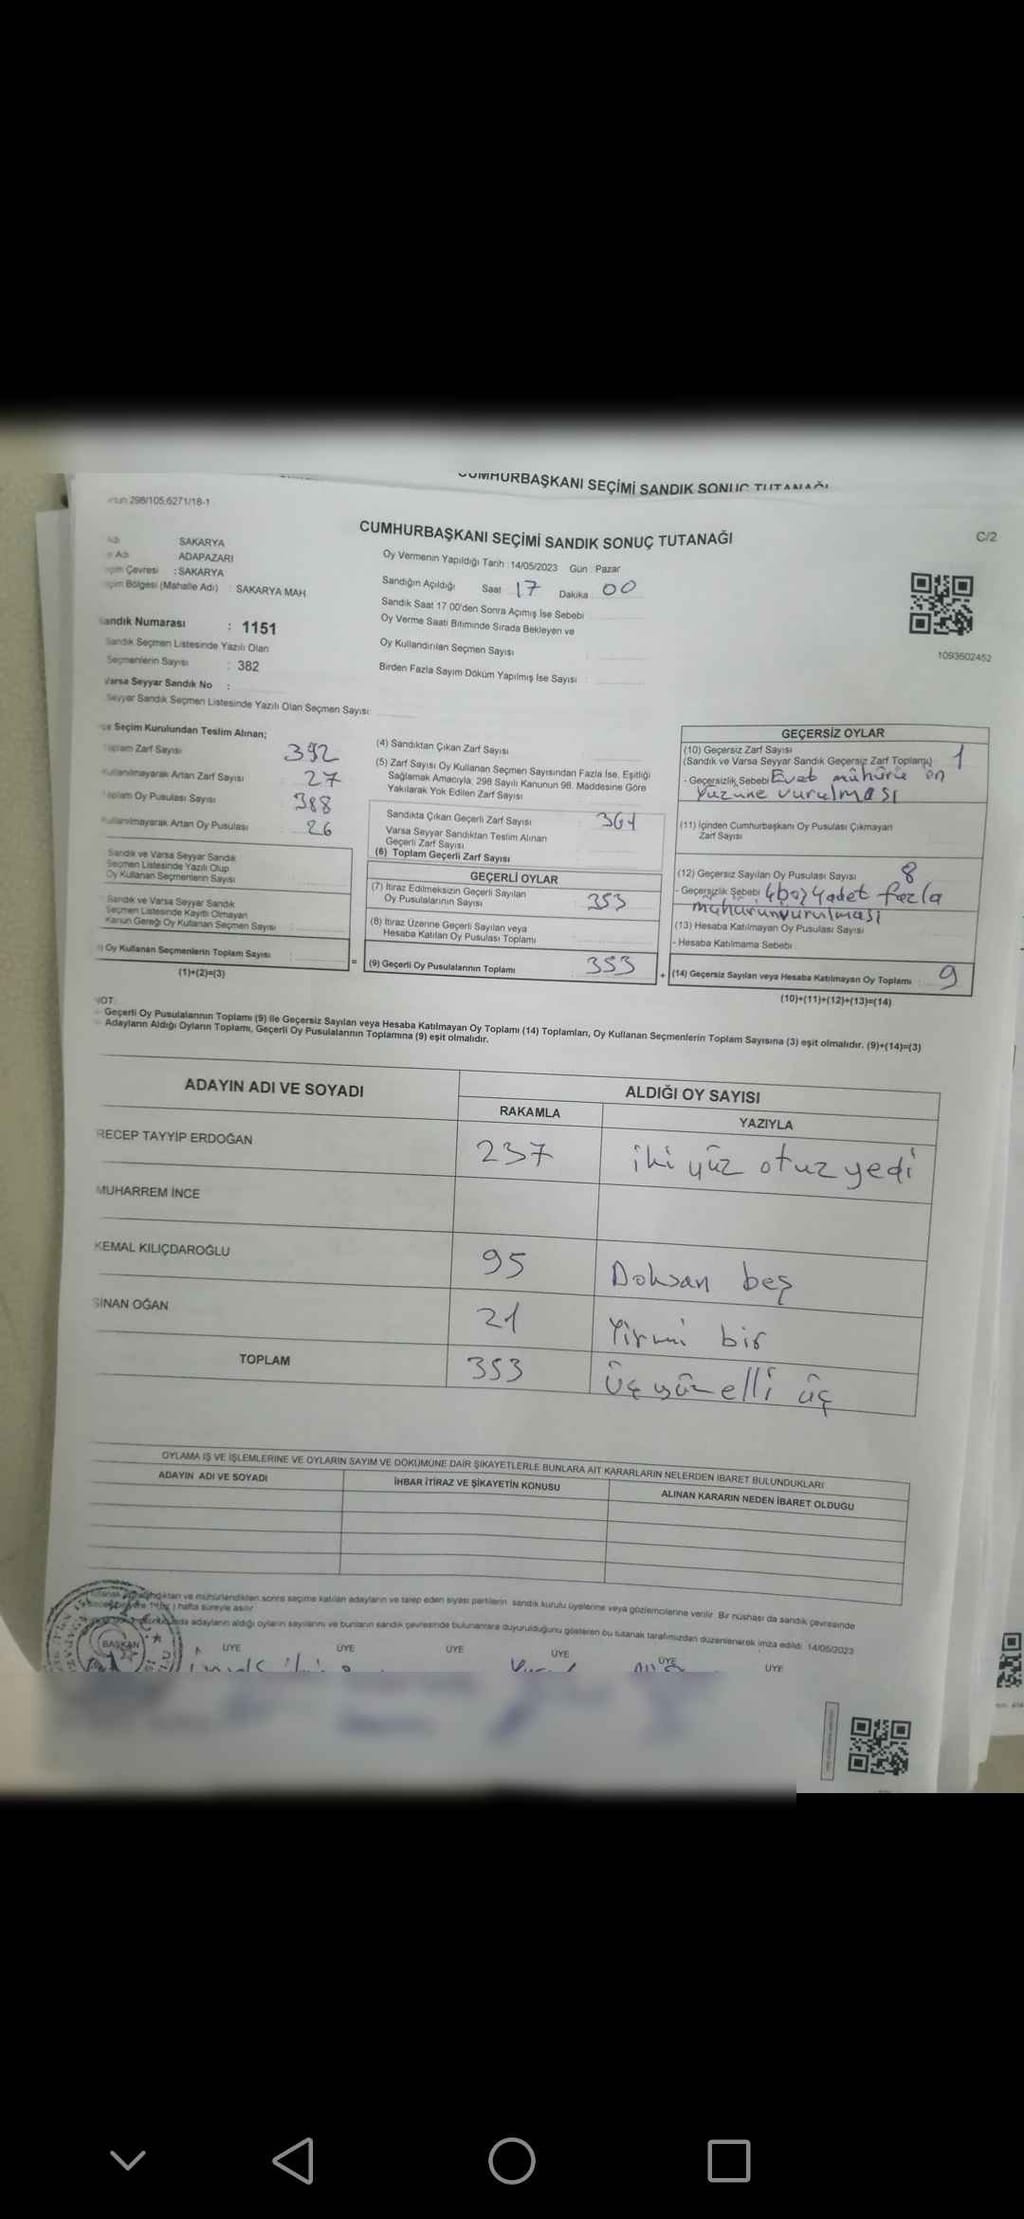 CUMHURBAŞKANI SEÇİMİ SANDIK SONUÇ TUTANAĞI
298/105.6271/18-1
CUMHURBAŞKANI SEÇİMİ SANDIK SONUÇ TUTANAĞI
C/2
SAKARYA
ADAPAZARI
Çevresi : SAKARYA
Bölgesi (Mahalle Adı) : SAKARYA MAH.
Sandık Numarası : 1151
Sandık Seçmen Listesinde Yazılı Olan
Seçmenlerin Sayısı : 382
Varsa Seyyar Sandık No :
Seyyar Sandık Seçmen Listesinde Yazılı Olan Seçmen Sayısı:
Oy Vermenin Yapıldığı Tarih : 14/05/2023 Gün : Pazar
Sandığın Açıldığı Saat 17 Dakika 00
Sandık Saat 17.00'den Sonra Açımış İse Sebebi
Oy Verme Saati Bitiminde Sırada Bekleyen ve
Oy Kullandırılan Seçmen Sayısı
Birden Fazla Sayım Döküm Yapılmış İse Sayısı
1093602452
Seçim Kurulundan Teslim Alınan;
Toplam Zarf Sayısı 392
Kullanılmayarak Artan Zarf Sayısı 27
Toplam Oy Pusulası Sayısı 388
Kullanılmayarak Artan Oy Pusulası 26
Sandık ve Varsa Seyyar Sandık
Seçmen Listesinde Yazılı Olup
Oy Kullanan Seçmenlerin Sayısı
Sandık ve Varsa Seyyar Sandık
Seçmen Listesinde Kayıtlı Olmayan
Kanun Gereği Oy Kullanan Seçmen Sayısı
Oy Kullanan Seçmenlerin Toplam Sayısı
(1)+(2)=(3)
(4) Sandıktan Çıkan Zarf Sayısı
(5) Zarf Sayısı Oy Kullanan Seçmen Sayısından Fazla İse, Eşitliği
Sağlamak Amacıyla; 298 Sayılı Kanunun 98. Maddesine Göre
Yakılarak Yok Edilen Zarf Sayısı
Sandıkta Çıkan Geçerli Zarf Sayısı 364
Varsa Seyyar Sandıktan Teslim Alınan
Geçerli Zarf Sayısı
(6) Toplam Geçerli Zarf Sayısı
GEÇERLİ OYLAR
(7) İtiraz Edilmeksizin Geçerli Sayılan
Oy Pusulalarının Sayısı 353
(8) İtiraz Üzerine Geçerli Sayılan veya
Hesaba Katılan Oy Pusulası Toplamı
= (9) Geçerli Oy Pusulalarının Toplamı 353
GEÇERSİZ OYLAR
(10) Geçersiz Zarf Sayısı 1
(Sandık ve Varsa Seyyar Sandık Geçersiz Zarf Toplamı)
- Geçersizlik Sebebi Evet mühürü ön
yüzüne vurulması
(11) İçinden Cumhurbaşkanı Oy Pusulası Çıkmayan
Zarf Sayısı
(12) Geçersiz Sayılan Oy Pusulası Sayısı 8
- Geçersizlik Sebebi 4 boş 4 adet fazla
mühürün vurulması
(13) Hesaba Katılmayan Oy Pusulası Sayısı
- Hesaba Katılmama Sebebi
+ (14) Geçersiz Sayılan veya Hesaba Katılmayan Oy Toplamı 9
(10)+(11)+(12)+(13)=(14)
NOT:
Geçerli Oy Pusulalarının Toplamı (9) ile Geçersiz Sayılan veya Hesaba Katılmayan Oy Toplamı (14) Toplamları, Oy Kullanan Seçmenlerin Toplam Sayısına (3) eşit olmalıdır. (9)+(14)=(3)
Adayların Aldığı Oyların Toplamı, Geçerli Oy Pusulalarının Toplamına (9) eşit olmalıdır.
ADAYIN ADI VE SOYADI
ALDIĞI OY SAYISI
RAKAMLA YAZIYLA
RECEP TAYYİP ERDOĞAN 237 iki yüz otuz yedi
MUHARREM İNCE
KEMAL KILIÇDAROĞLU 95 Doksan beş
SİNAN OĞAN 21 Yirmi bir
TOPLAM 353 üç yüz elli üç
OYLAMA İŞ VE İŞLEMLERİNE VE OYLARIN SAYIM VE DÖKÜMÜNE DAİR ŞİKAYETLERLE BUNLARA AİT KARARLARIN NELERDEN İBARET BULUNDUKLARI
ADAYIN ADI VE SOYADI İHBAR İTİRAZ VE ŞİKAYETİN KONUSU ALINAN KARARIN NEDEN İBARET OLDUĞU
ve mühürlendikten sonra seçime katılan adayların ve talep eden siyasi partilerin sandık kurulu üyelerine veya gözlemcilerine verilir. Bir nüshası da sandık çevresinde
hafta süreyle asılır.
adayların aldığı oyların sayılarını ve bunların sandık çevresinde bulunanlara duyurulduğunu gösteren bu tutanak tarafımızdan düzenlenerek imza edildi. 14/05/2023
BAŞKAN ÜYE ÜYE ÜYE ÜYE ÜYE ÜYE